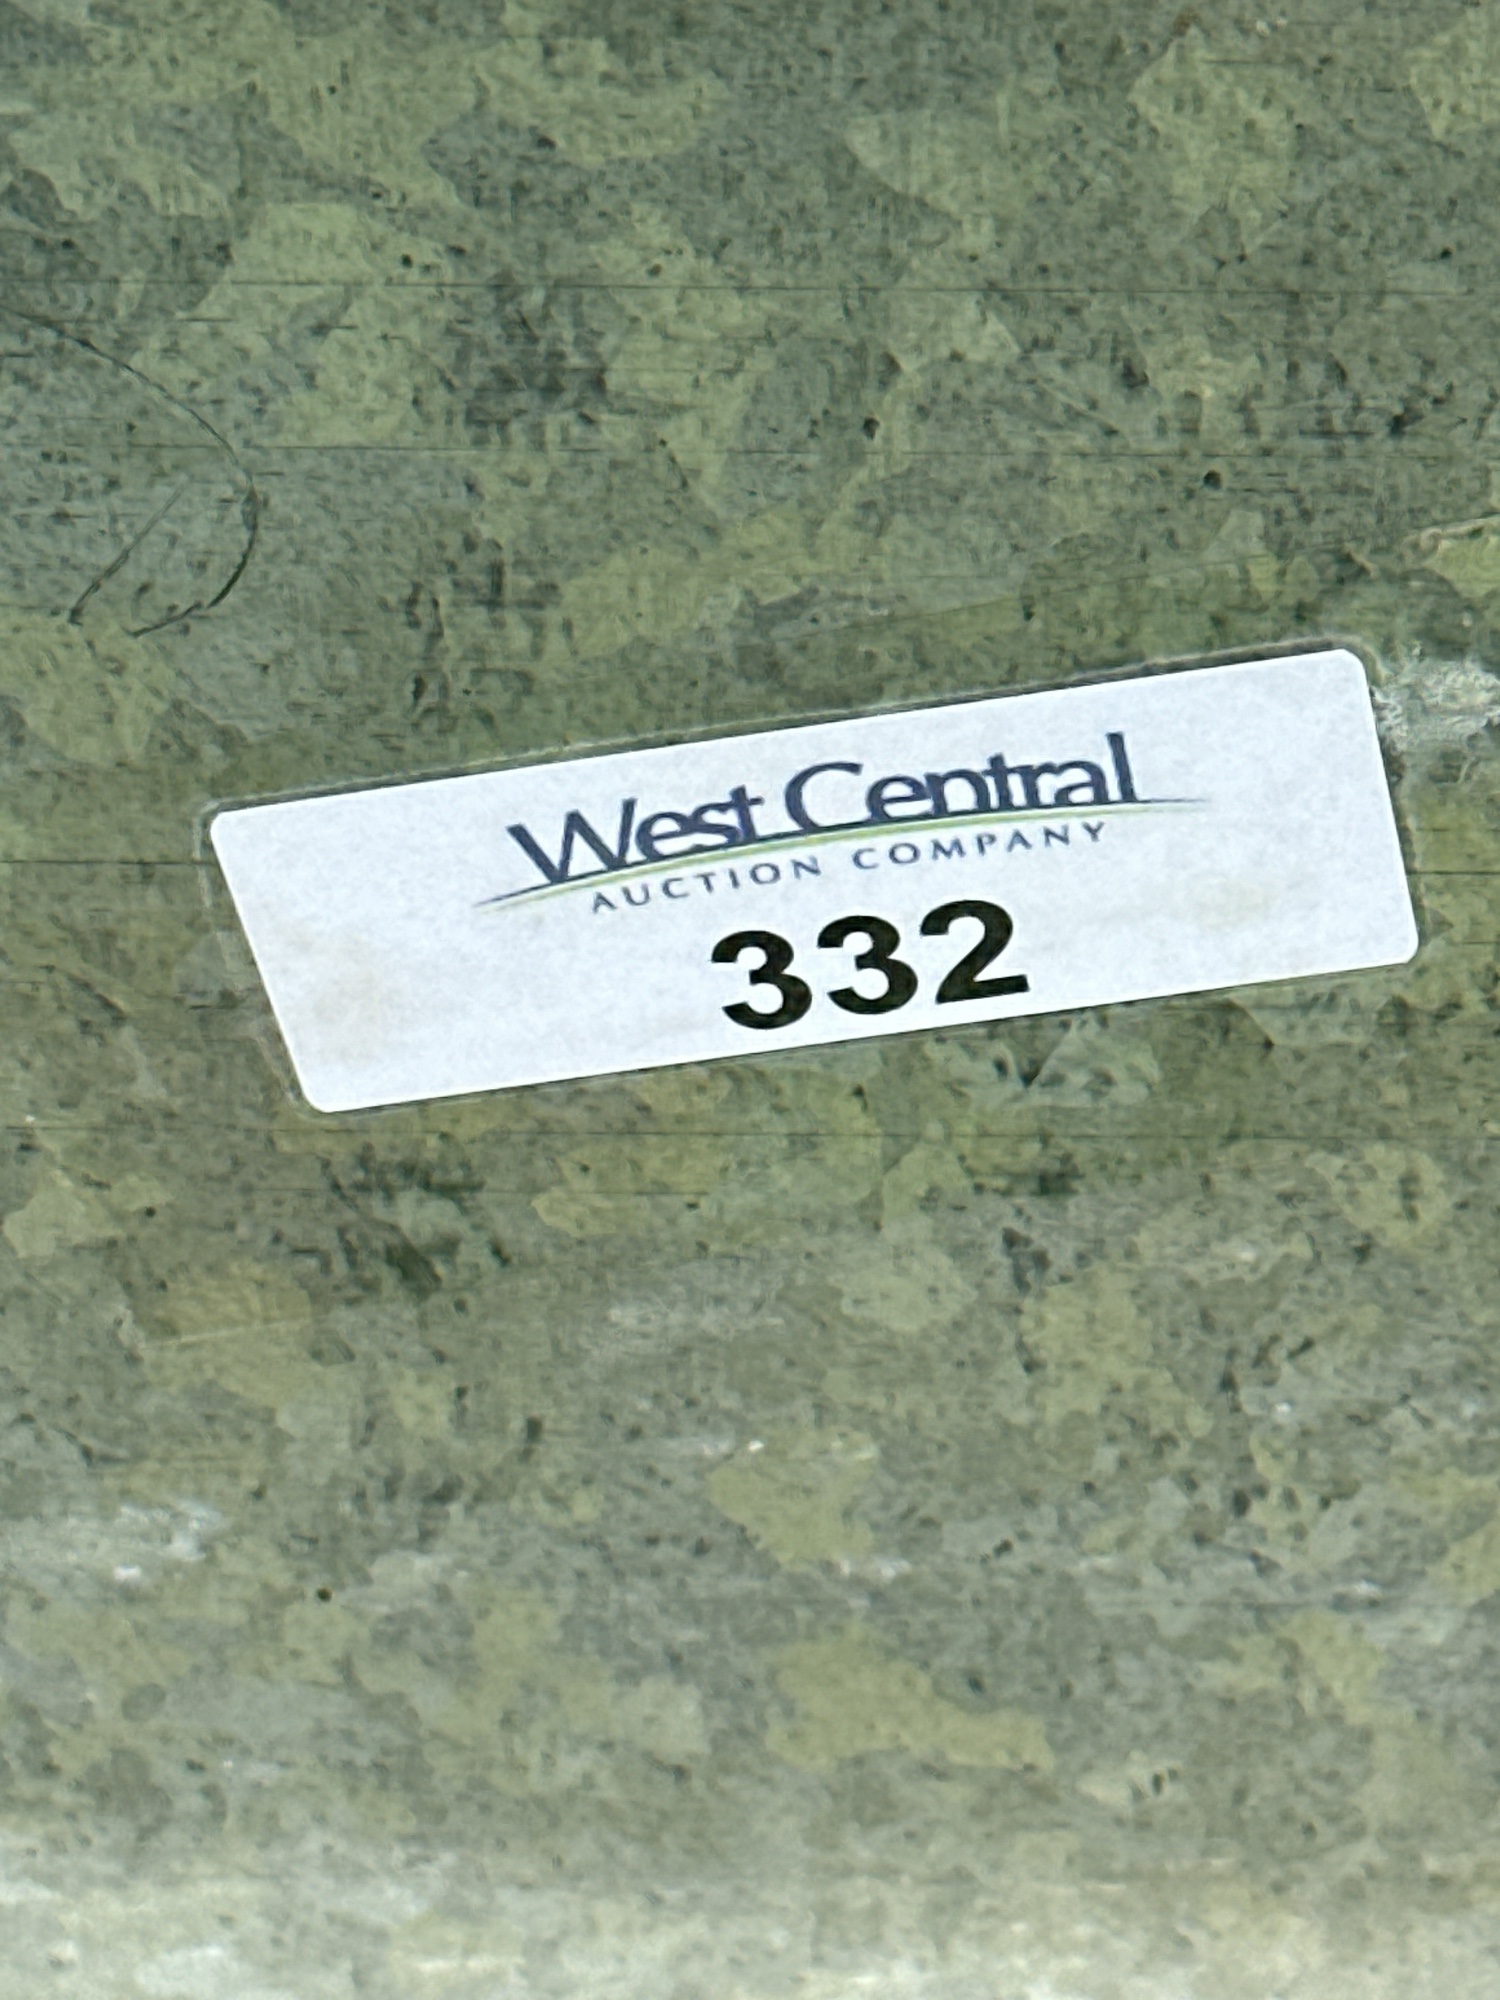 West Central
AUCTION COMPANY
332